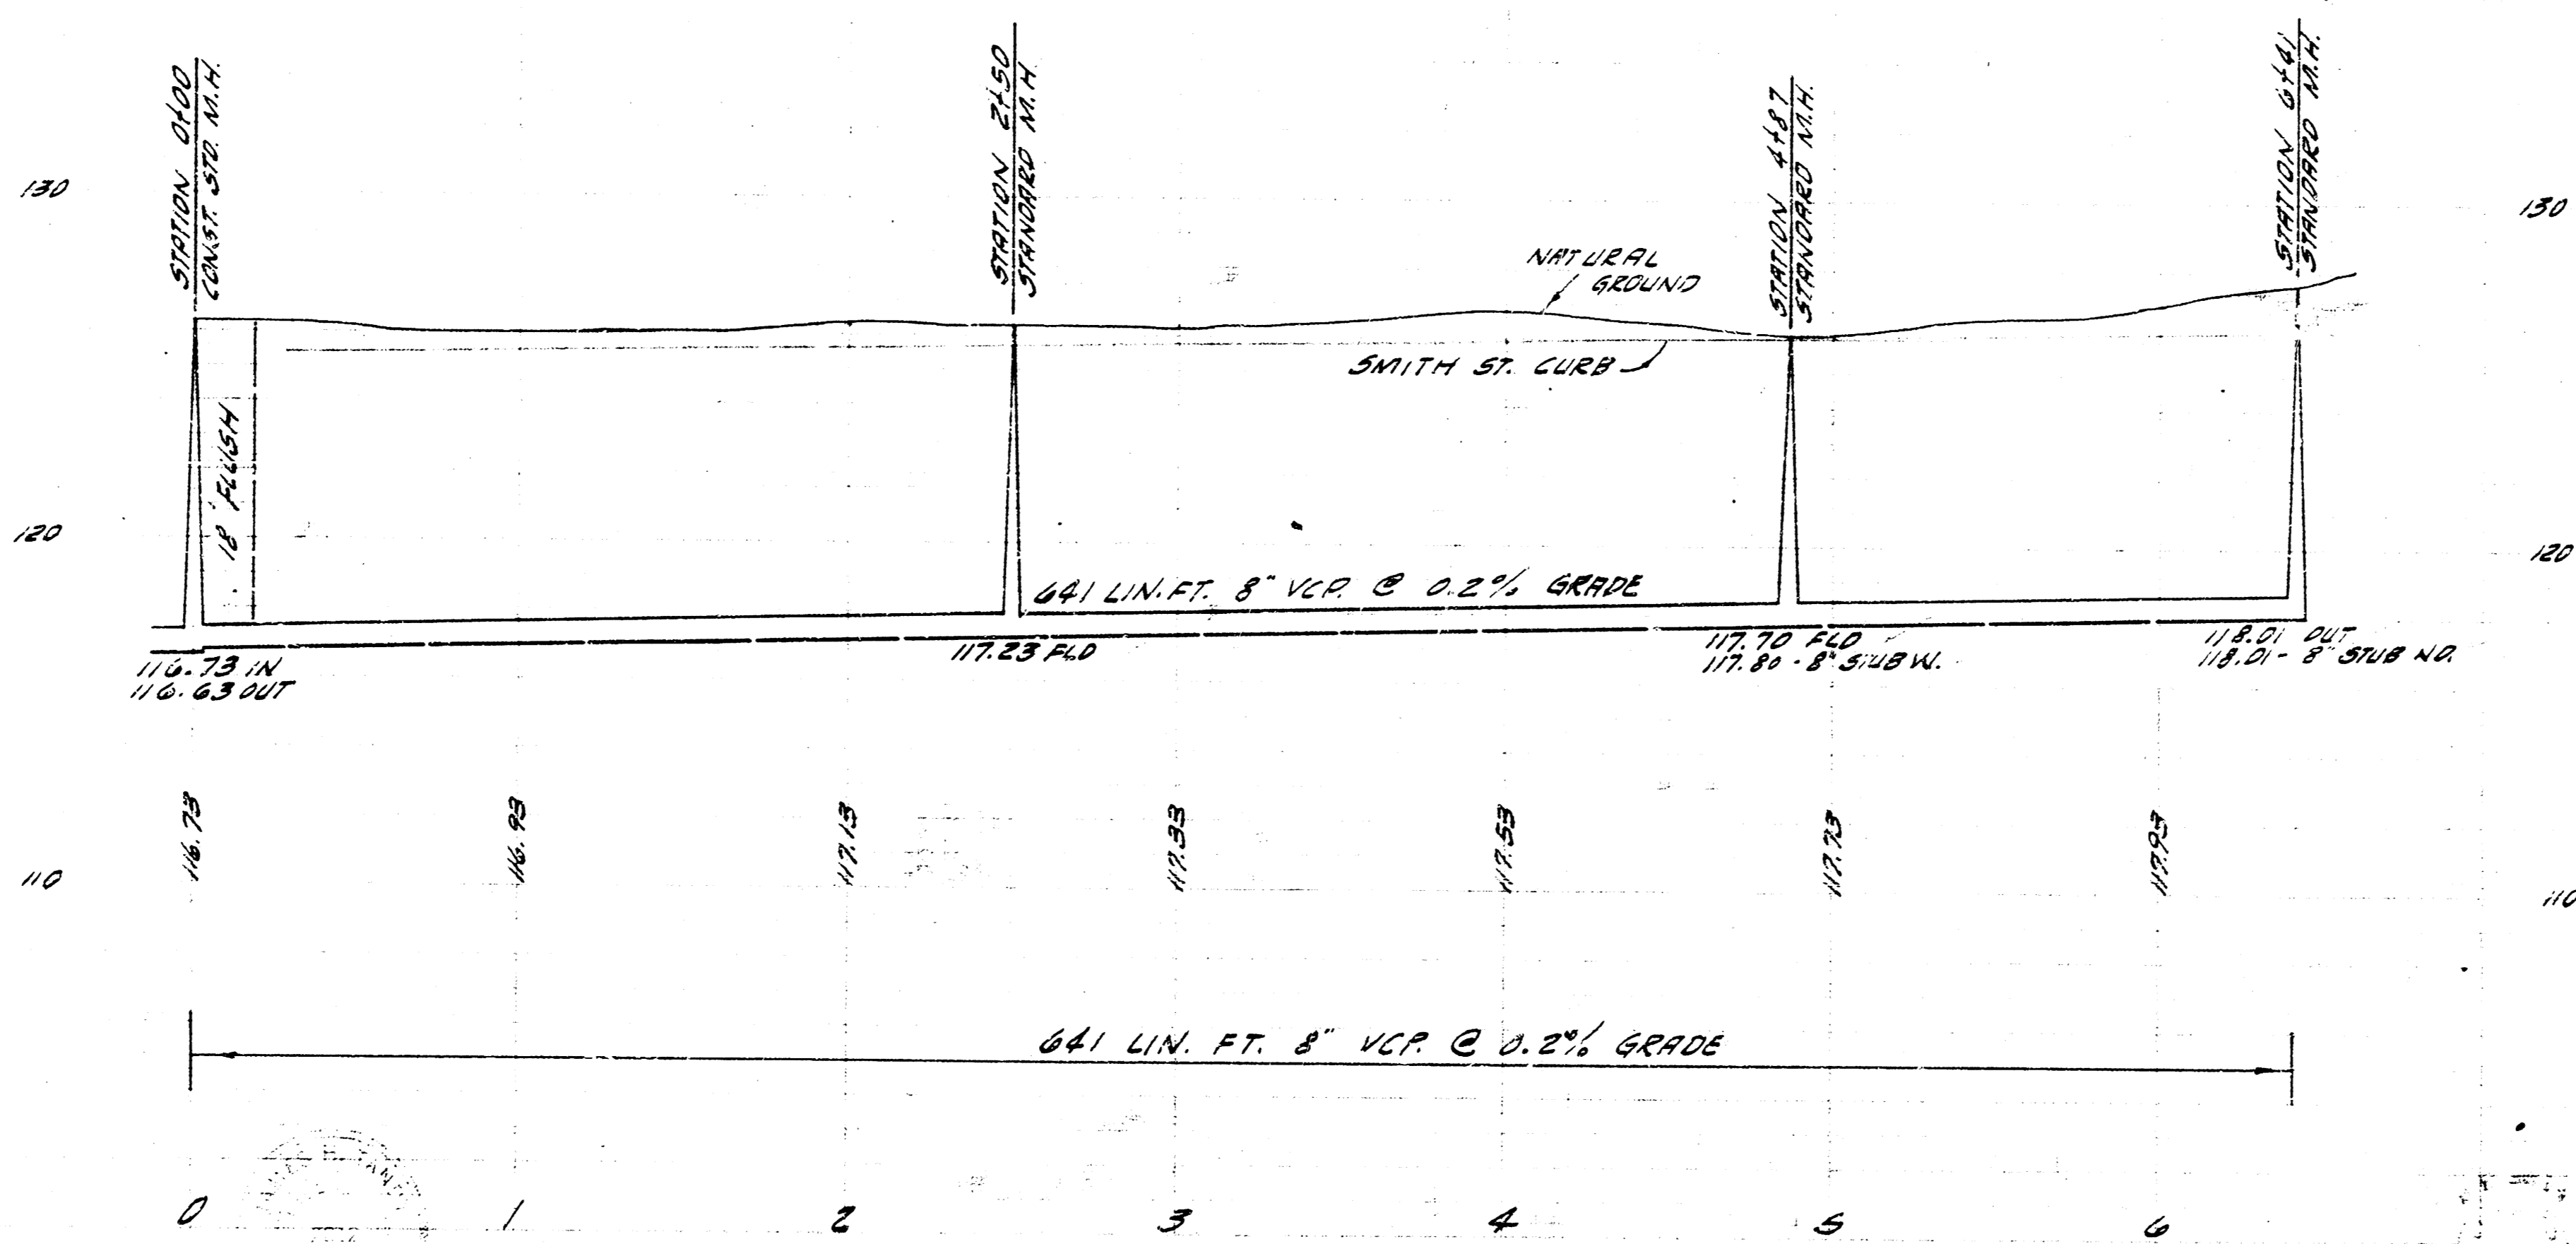 STATION 0+00
CONST. STD. M.H.
STATION 2+50
STANDARD M.H.
STATION 4+87
STANDARD M.H.
STATION 6+41
STANDARD M.H.
130
130
NATURAL
GROUND
SMITH ST. CURB
18' FLUSH
120
120
641 LIN. FT. 8" VCP. @ 0.2% GRADE
116.73 IN
116.63 OUT
117.23 FLO
117.70 FLO
117.80 - 8" STUB W.
118.01 OUT
118.01 - 8" STUB NO.
116.73
116.93
117.13
117.33
117.53
117.73
117.93
110
110
641 LIN. FT. 8" VCP. @ 0.2% GRADE
0
1
2
3
4
5
6